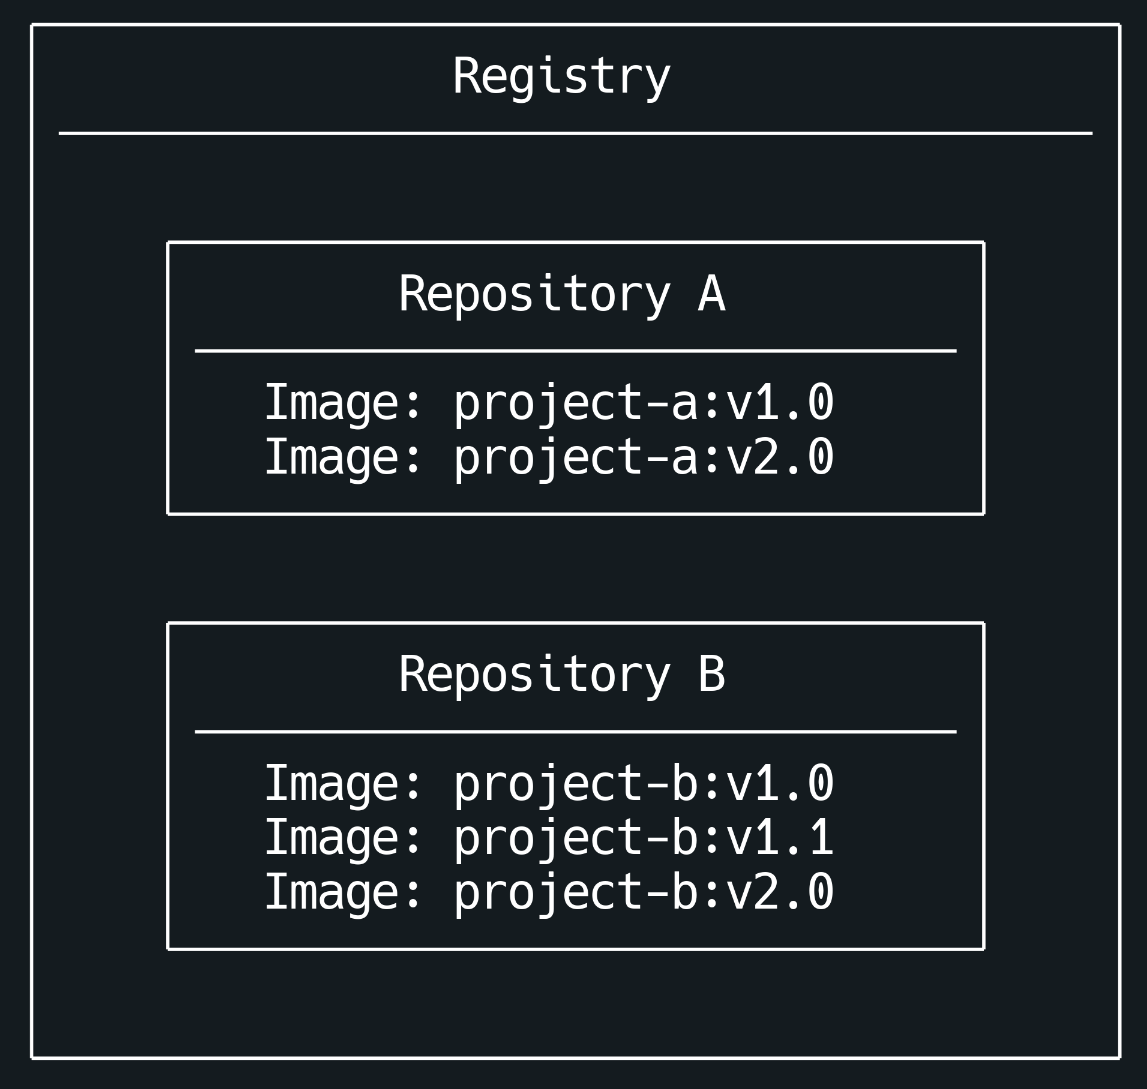 Registry
Repository A
Image: project-a:v1.0
Image: project-a:v2.0
Repository B
Image: project-b:v1.0
Image: project-b:v1.1
Image: project-b:v2.0